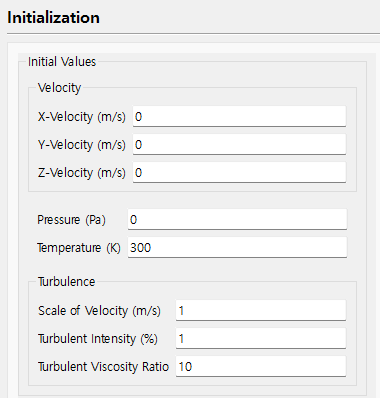 Initialization
Initial Values
Velocity
X-Velocity (m/s) 0
Y-Velocity (m/s) 0
Z-Velocity (m/s) 0
Pressure (Pa) 0
Temperature (K) 300
Turbulence
Scale of Velocity (m/s) 1
Turbulent Intensity (%) 1
Turbulent Viscosity Ratio 10